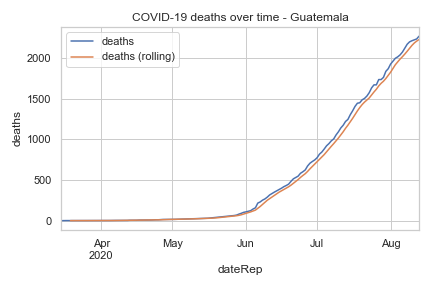 COVID-19 deaths over time - Guatemala
deaths
deaths (rolling)
2000
1500
1000
500
0
deaths
Apr May Jun Jul Aug
2020
dateRep